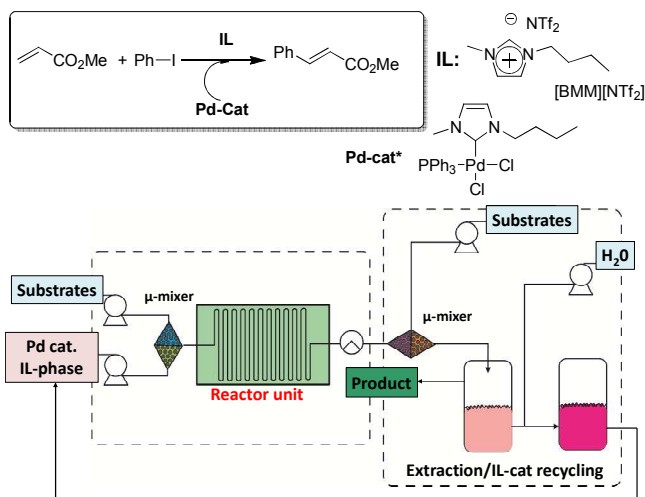 ⊖ NTf2
IL
CO2Me + Ph–I
Ph CO2Me
Pd-Cat
IL:
N + N
[BMM][NTf2]
N N
Pd-cat*
PPh3-Pd-Cl
Cl
Substrates
H20
Substrates
μ-mixer
μ-mixer
Pd cat.
IL-phase
Product
Reactor unit
Extraction/IL-cat recycling